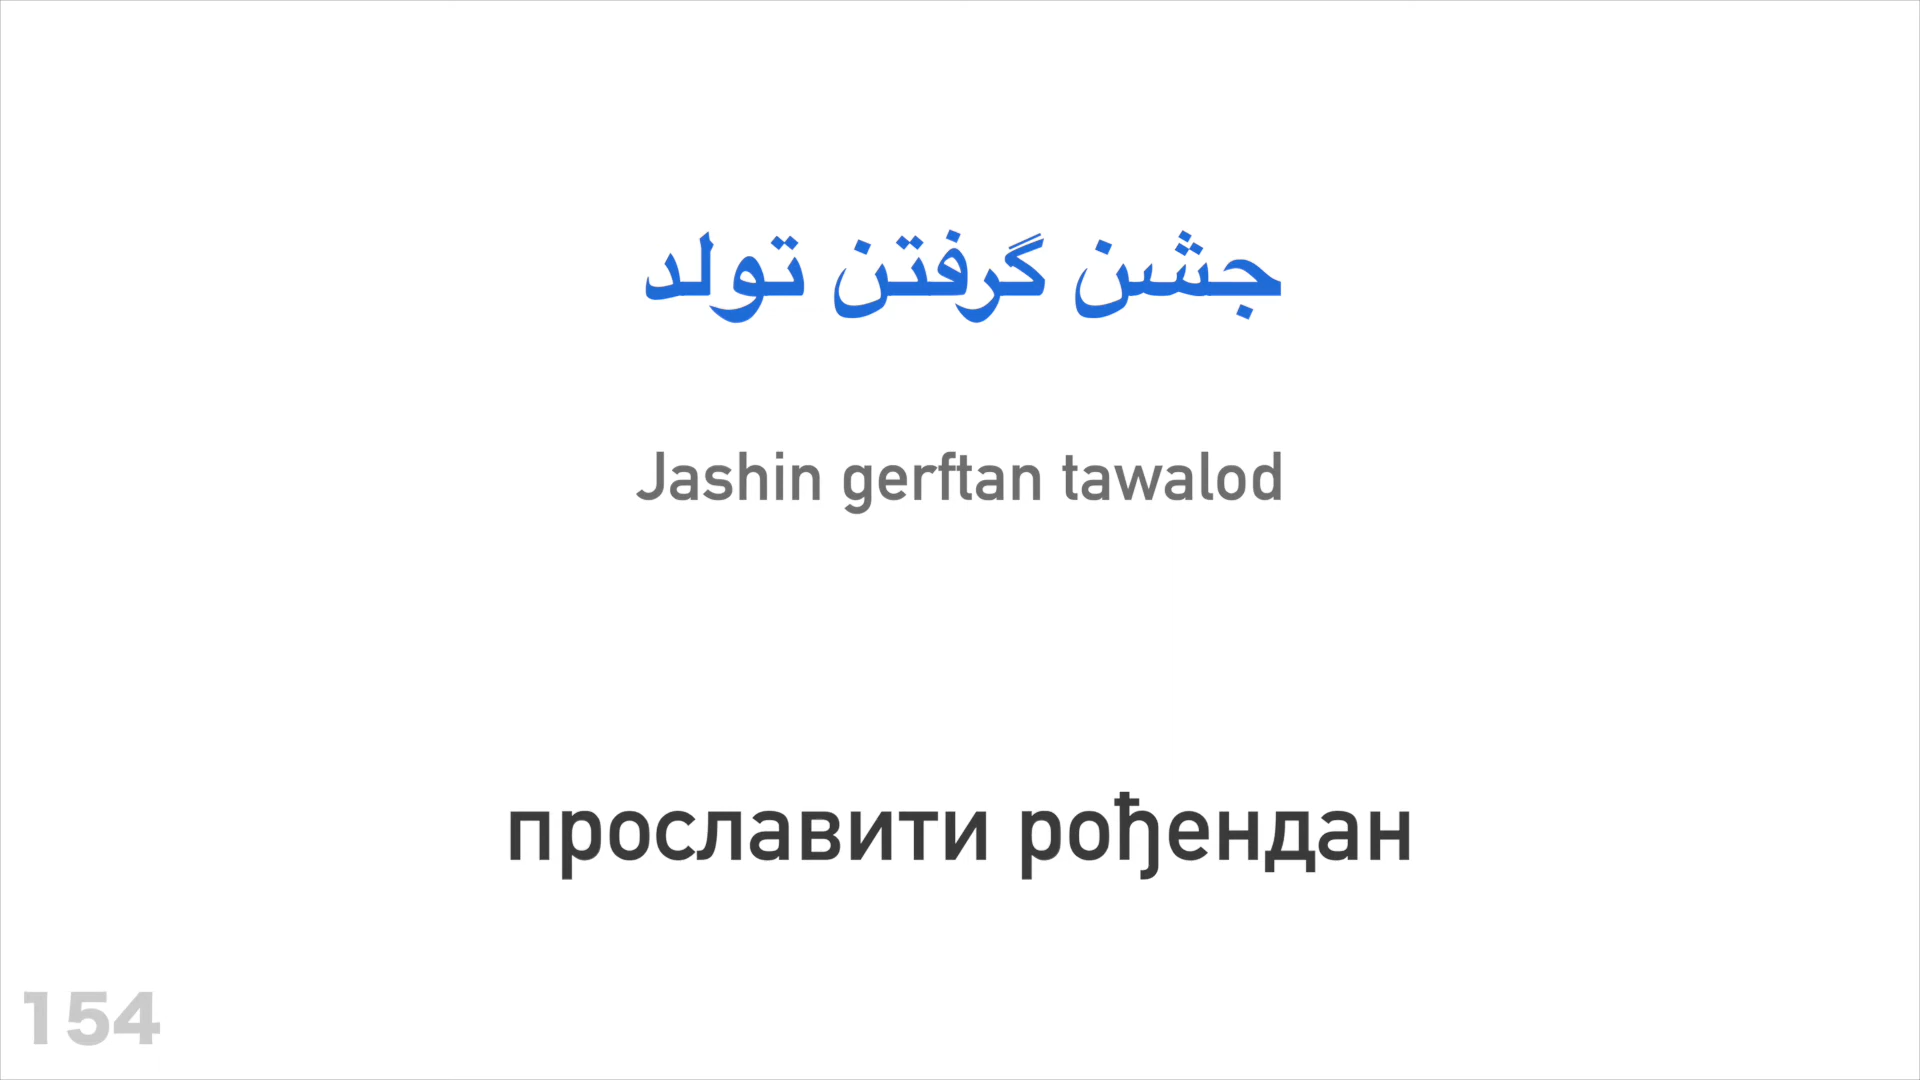 جشن گرفتن تولد
Jashin gerftan tawalod
прославити рођендан
154